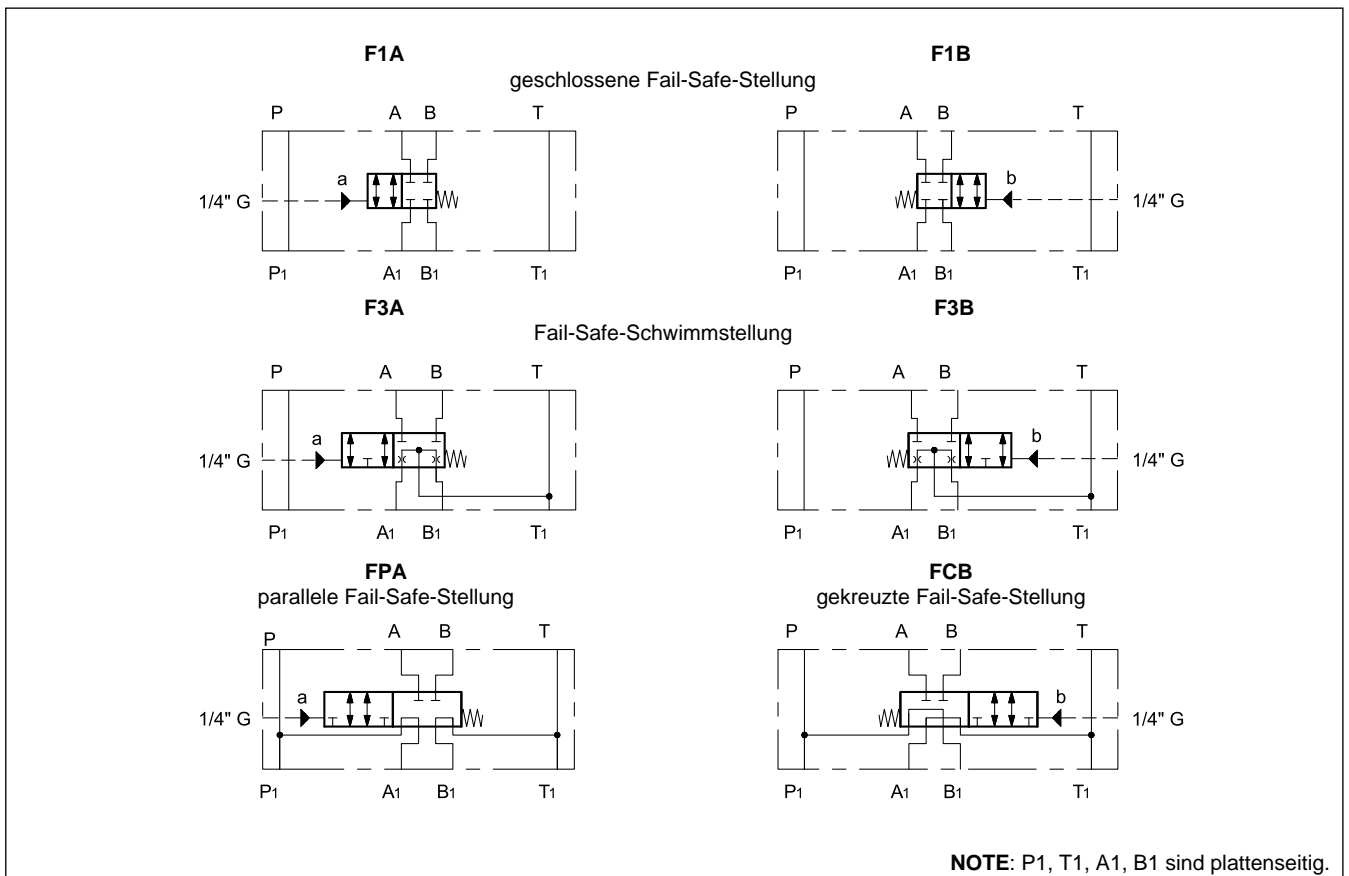 F1A F1B
geschlossene Fail-Safe-Stellung
P A B T P A B T
a b
1/4" G 1/4" G
P1 A1 B1 T1 P1 A1 B1 T1
F3A F3B
Fail-Safe-Schwimmstellung
P A B T P A B T
a b
1/4" G 1/4" G
P1 A1 B1 T1 P1 A1 B1 T1
FPA FCB
parallele Fail-Safe-Stellung gekreuzte Fail-Safe-Stellung
P A B T P A B T
a b
1/4" G 1/4" G
P1 A1 B1 T1 P1 A1 B1 T1
NOTE: P1, T1, A1, B1 sind plattenseitig.